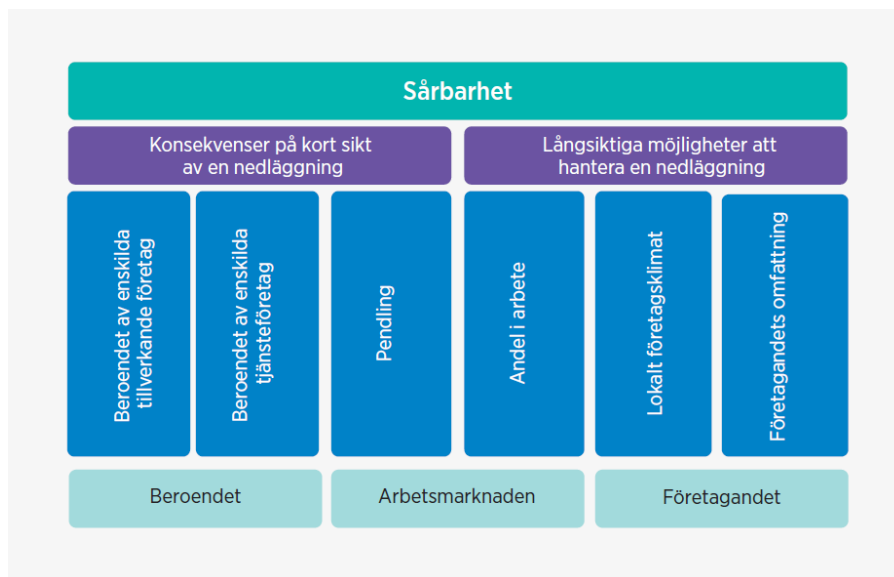 Sårbarhet
Konsekvenser på kort sikt
av en nedläggning
Långsiktiga möjligheter att
hantera en nedläggning
Beroendet av enskilda
tillverkande företag
Beroendet av enskilda
tjänsteföretag
Pendling
Andel i arbete
Lokalt företagsklimat
Företagandets omfattning
Beroendet
Arbetsmarknaden
Företagandet